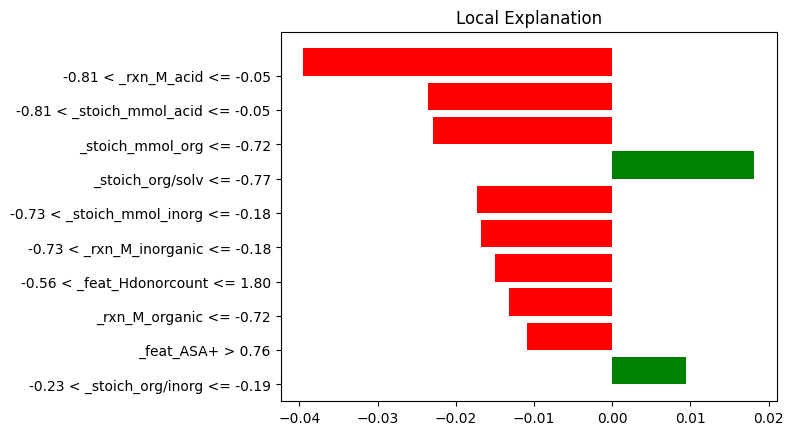 Local Explanation
-0.81 < _rxn_M_acid <= -0.05
-0.81 < _stoich_mmol_acid <= -0.05
_stoich_mmol_org <= -0.72
_stoich_org/solv <= -0.77
-0.73 < _stoich_mmol_inorg <= -0.18
-0.73 < _rxn_M_inorganic <= -0.18
-0.56 < _feat_Hdonorcount <= 1.80
_rxn_M_organic <= -0.72
_feat_ASA+ > 0.76
-0.23 < _stoich_org/inorg <= -0.19
−0.04 −0.03 −0.02 −0.01 0.00 0.01 0.02